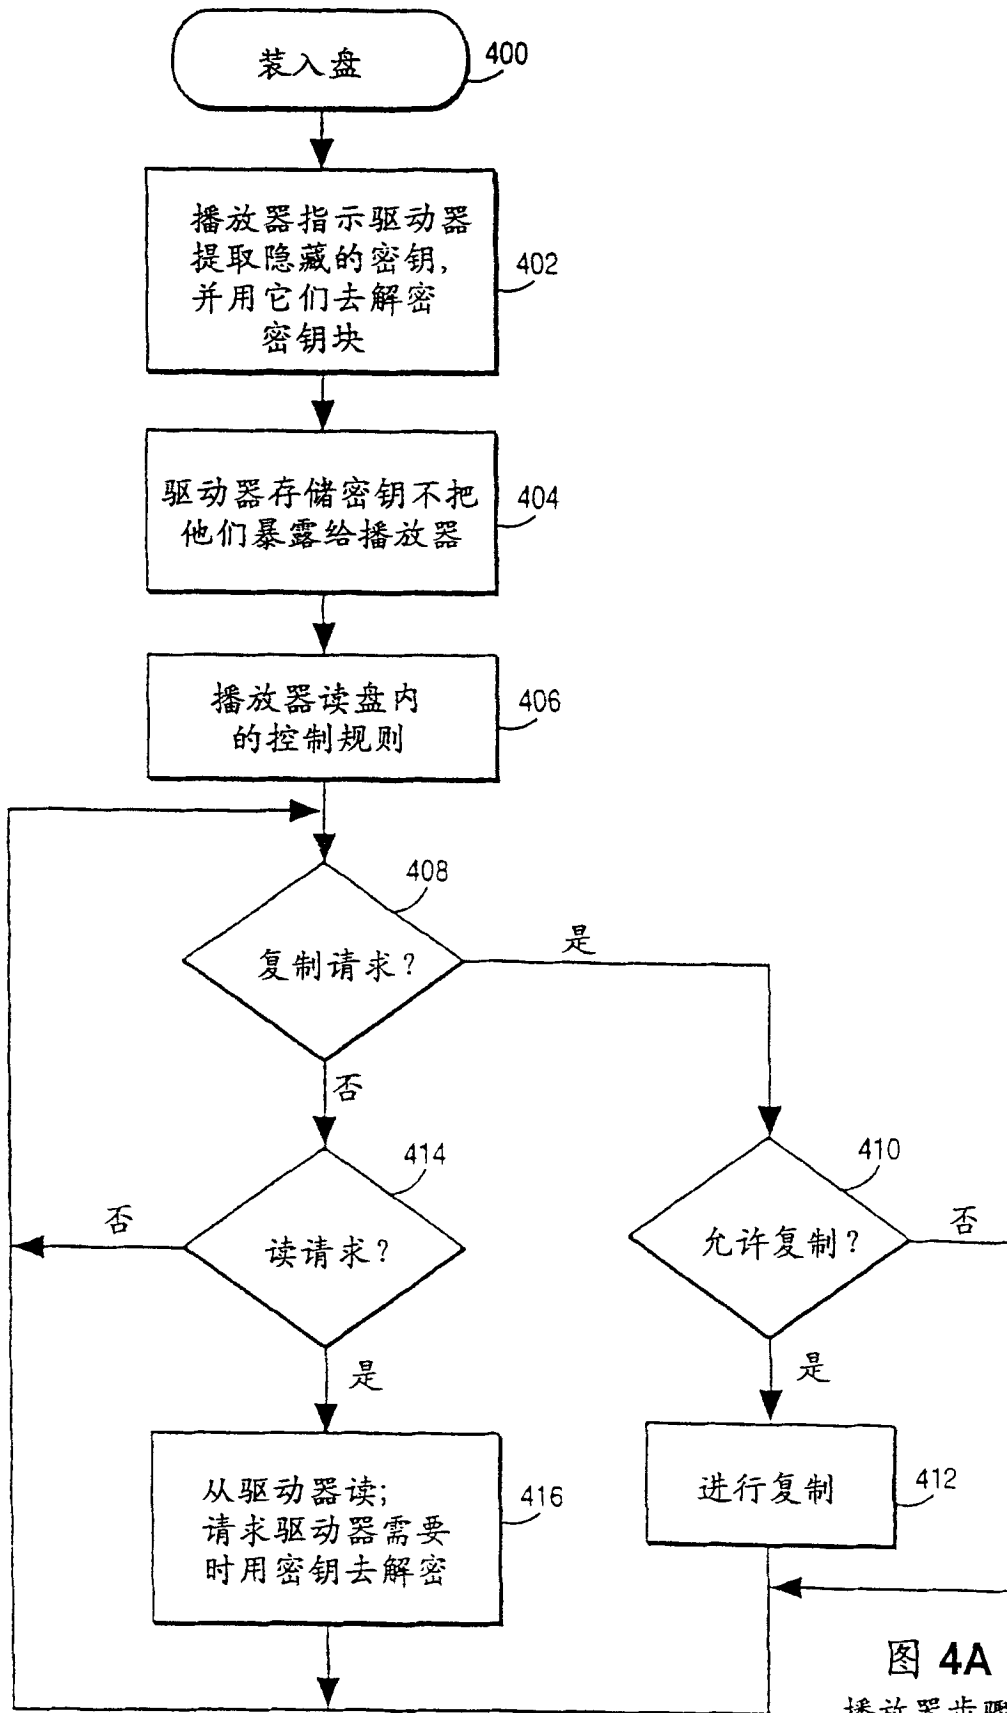 装入盘
400
播放器指示驱动器
提取隐藏的密钥,
并用它们去解密
密钥块
402
驱动器存储密钥不把
他们暴露给播放器
404
播放器读盘内
的控制规则
406
408
复制请求?
是
否
414
410
否
读请求?
允许复制?
否
是
是
从驱动器读;
请求驱动器需要
时用密钥去解密
416
进行复制
412
图 4A
播放器步骤